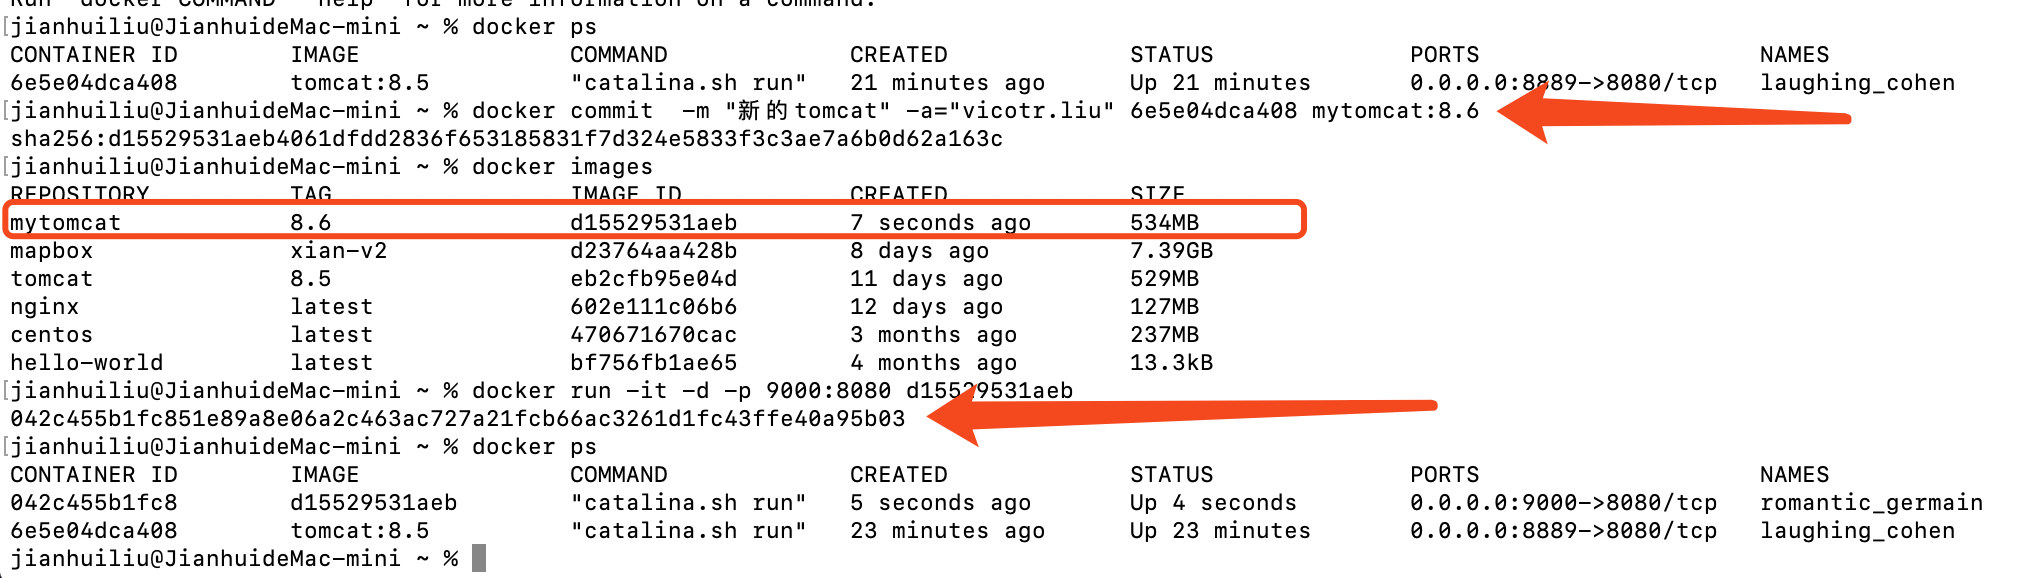 Run 'docker COMMAND --help' for more information on a command.
[jianhuiliu@JianhuideMac-mini ~ % docker ps
CONTAINER ID IMAGE COMMAND CREATED STATUS PORTS NAMES
6e5e04dca408 tomcat:8.5 "catalina.sh run" 21 minutes ago Up 21 minutes 0.0.0.0:8889->8080/tcp laughing_cohen
[jianhuiliu@JianhuideMac-mini ~ % docker commit -m "新的tomcat" -a="vicotr.liu" 6e5e04dca408 mytomcat:8.6
sha256:d15529531aeb4061dfdd2836f653185831f7d324e5833f3c3ae7a6b0d62a163c
[jianhuiliu@JianhuideMac-mini ~ % docker images
REPOSITORY TAG IMAGE ID CREATED SIZE
mytomcat 8.6 d15529531aeb 7 seconds ago 534MB
mapbox xian-v2 d23764aa428b 8 days ago 7.39GB
tomcat 8.5 eb2cfb95e04d 11 days ago 529MB
nginx latest 602e111c06b6 12 days ago 127MB
centos latest 470671670cac 3 months ago 237MB
hello-world latest bf756fb1ae65 4 months ago 13.3kB
[jianhuiliu@JianhuideMac-mini ~ % docker run -it -d -p 9000:8080 d15529531aeb
042c455b1fc851e89a8e06a2c463ac727a21fcb66ac3261d1fc43ffe40a95b03
[jianhuiliu@JianhuideMac-mini ~ % docker ps
CONTAINER ID IMAGE COMMAND CREATED STATUS PORTS NAMES
042c455b1fc8 d15529531aeb "catalina.sh run" 5 seconds ago Up 4 seconds 0.0.0.0:9000->8080/tcp romantic_germain
6e5e04dca408 tomcat:8.5 "catalina.sh run" 23 minutes ago Up 23 minutes 0.0.0.0:8889->8080/tcp laughing_cohen
jianhuiliu@JianhuideMac-mini ~ %